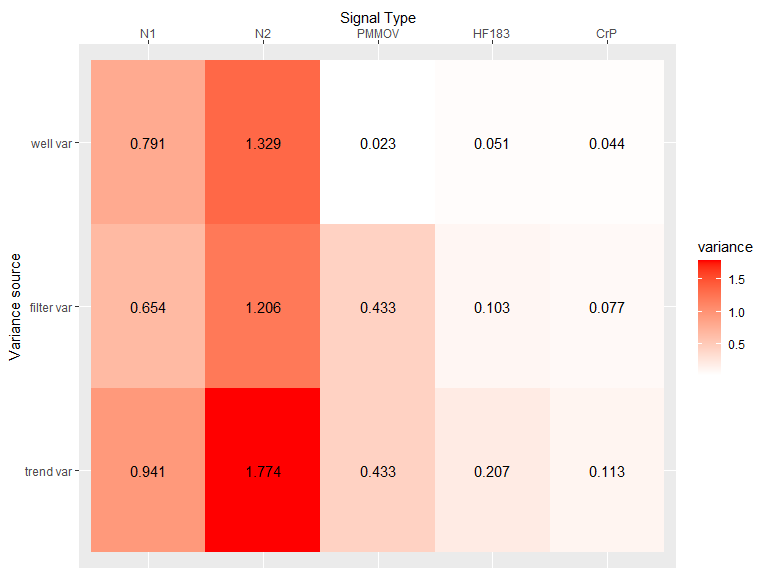 Signal Type
N1 N2 PMMOV HF183 CrP
well var 0.791 1.329 0.023 0.051 0.044
filter var 0.654 1.206 0.433 0.103 0.077
trend var 0.941 1.774 0.433 0.207 0.113
Variance source
variance
1.5
1.0
0.5